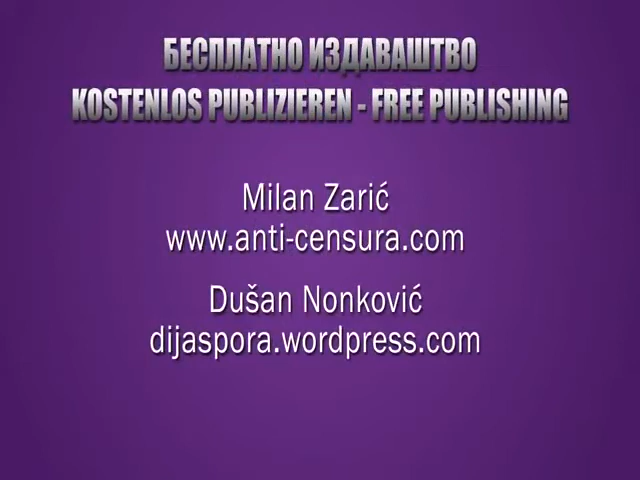 БЕСПЛАТНО ИЗДАВАШТВО
KOSTENLOS PUBLIZIEREN - FREE PUBLISHING
Milan Zarić
www.anti-censura.com
Dušan Nonković
dijaspora.wordpress.com